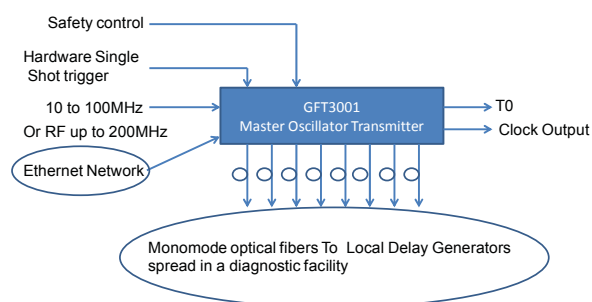 Safety control
Hardware Single
Shot trigger
10 to 100MHz
Or RF up to 200MHz
Ethernet Network
GFT3001
Master Oscillator Transmitter
T0
Clock Output
Monomode optical fibers To Local Delay Generators
spread in a diagnostic facility